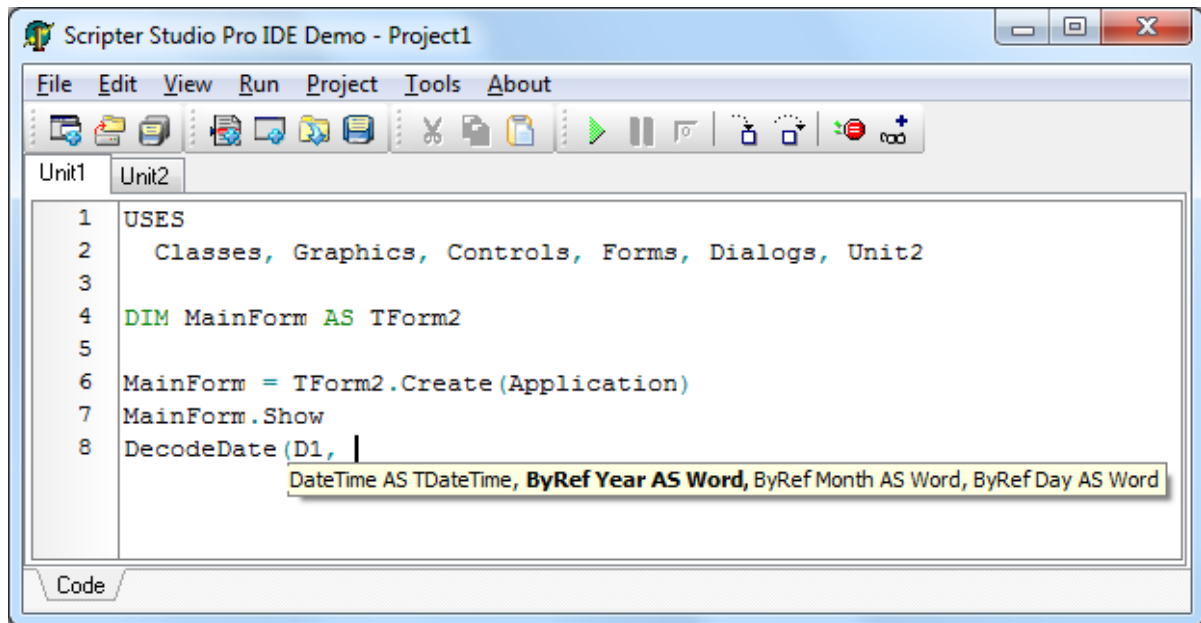 Scripter Studio Pro IDE Demo - Project1
File Edit View Run Project Tools About
Unit1 Unit2
1 USES
2 Classes, Graphics, Controls, Forms, Dialogs, Unit2
3
4 DIM MainForm AS TForm2
5
6 MainForm = TForm2.Create(Application)
7 MainForm.Show
8 DecodeDate(D1,
DateTime AS TDateTime, ByRef Year AS Word, ByRef Month AS Word, ByRef Day AS Word
Code